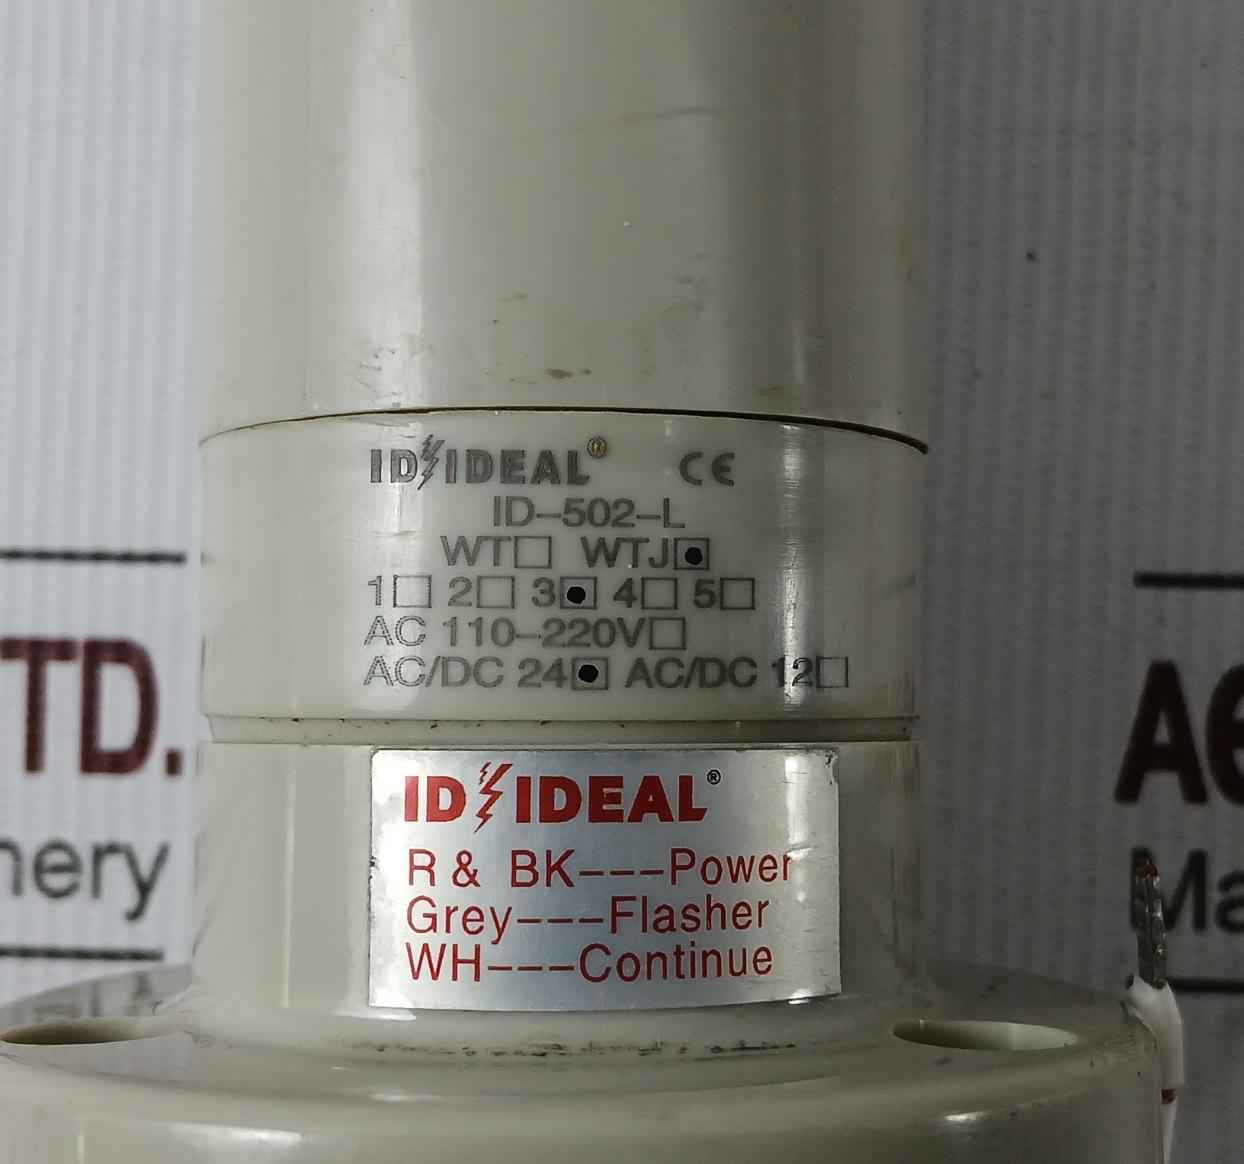 ID IDEAL® CE
ID-502-L
WT□ WTJ▣
1□ 2□ 3▣ 4□ 5□
AC 110-220V□
AC/DC 24▣ AC/DC 12□
ID IDEAL®
R & BK---Power
Grey---Flasher
WH---Continue
TD.
nery
A
Ma